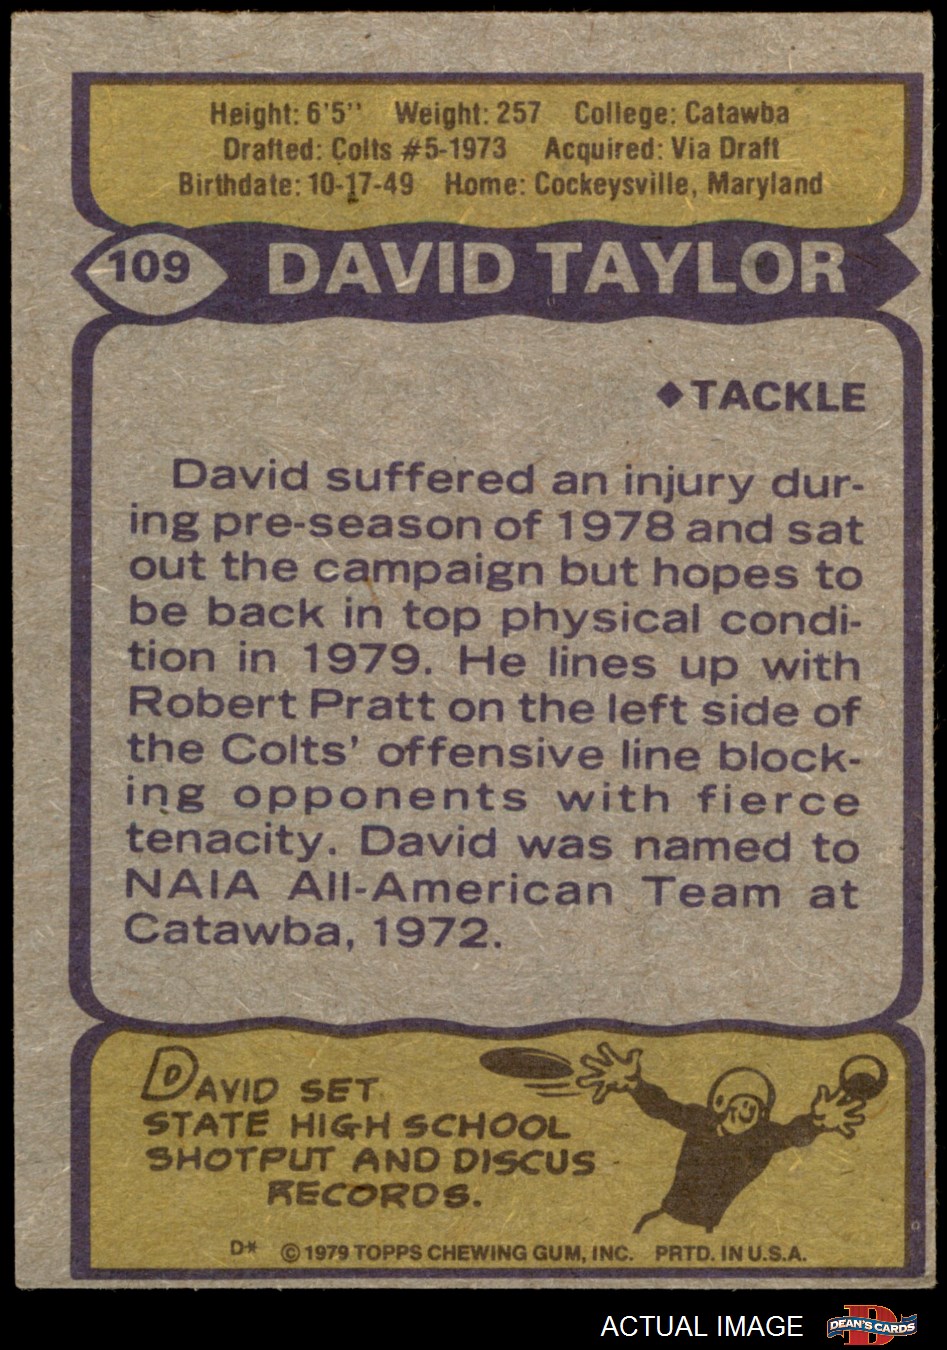 Height: 6'5'' Weight: 257 College: Catawba
Drafted: Colts #5-1973 Acquired: Via Draft
Birthdate: 10-17-49 Home: Cockeysville, Maryland
109 DAVID TAYLOR
◆TACKLE
David suffered an injury dur-
ing pre-season of 1978 and sat
out the campaign but hopes to
be back in top physical condi-
tion in 1979. He lines up with
Robert Pratt on the left side of
the Colts' offensive line block-
ing opponents with fierce
tenacity. David was named to
NAIA All-American Team at
Catawba, 1972.
DAVID SET
STATE HIGH SCHOOL
SHOTPUT AND DISCUS
RECORDS.
D* © 1979 TOPPS CHEWING GUM, INC. PRTD. IN U.S.A.
ACTUAL IMAGE D DEAN'S CARDS